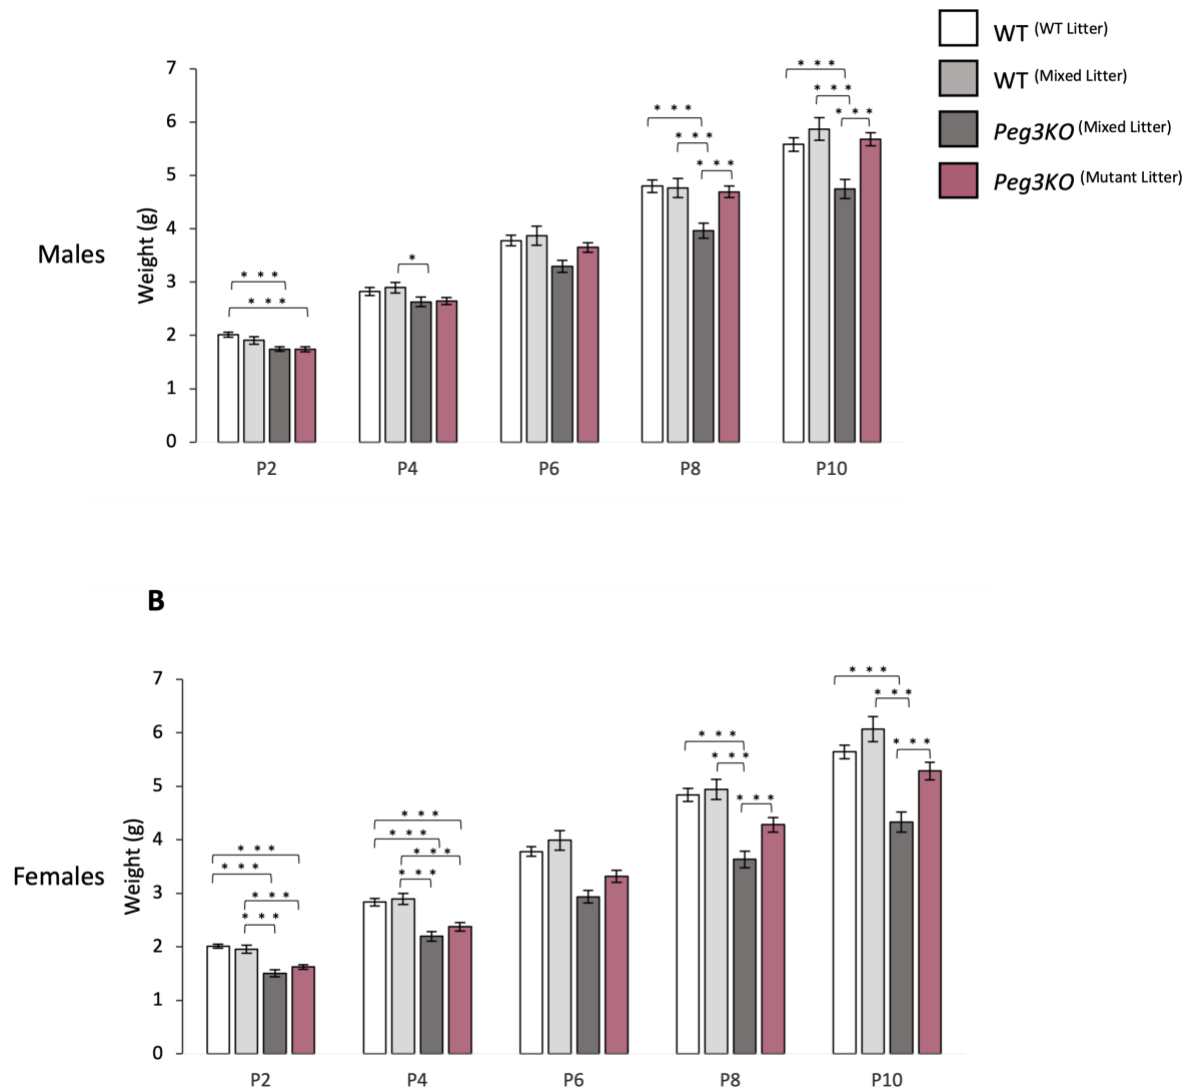 WT (WT Litter)
WT (Mixed Litter)
Peg3KO (Mixed Litter)
Peg3KO (Mutant Litter)
Males
Weight (g)
7
6
5
4
3
2
1
0
* * *
* * *
*
* * *
* * *
* * *
* * *
* * *
* * *
P2
P4
P6
P8
P10
B
Females
Weight (g)
7
6
5
4
3
2
1
0
* * *
* * *
* * *
* * *
* * *
* * *
* * *
* * *
* * *
* * *
* * *
* * *
* * *
* * *
P2
P4
P6
P8
P10